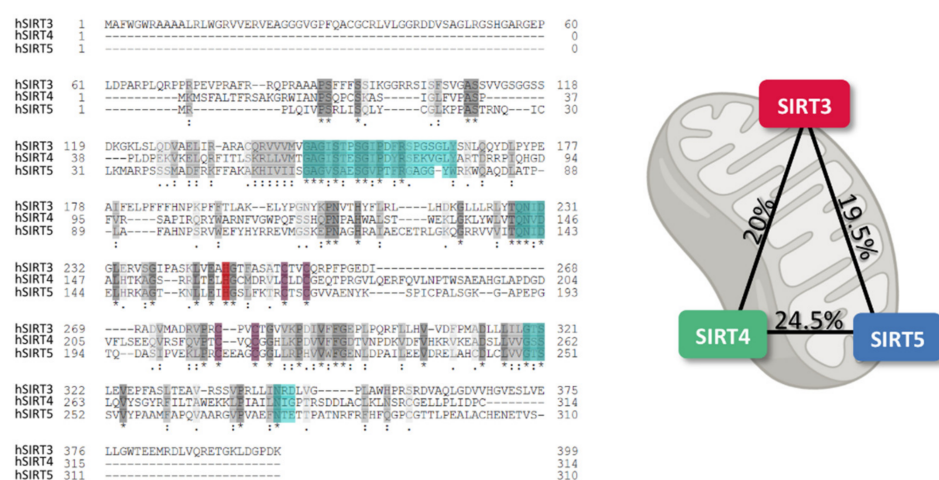 hSIRT3 1 MAFWGWRAAAALRLWGRVVERVEAGGGVGPFQACGCRLVLGGRDDVSAGLRGSHGARGEP 60
hSIRT4 1 ------------------------------------------------------------ 0
hSIRT5 1 ------------------------------------------------------------ 0
hSIRT3 61 LDPARPLQRPPRPEVPRAFR--RQPRAAAPSFFFSSIKGGRRSISFSVGASSVVGSGGSS 118
hSIRT4 1 --------MKMSFALTFRSAKGRWIANPSQPCSKAS----IGLFVPASP----- 37
hSIRT5 1 --------MR-----PLQIVPSRLISQLY-----CGLKPPASTRNQ---IC 30
hSIRT3 119 DKGKLSLQDVAELIR-ARACQRVVVMVGAGISTPSGIPDFRSPGSGLYSNLQQYDLPYPE 177
hSIRT4 38 ---PLDPEKVKELQRFITLSKRLLVMTGAGISTESGIPDYRSEKVGLYARTDRRPIQHGD 94
hSIRT5 31 LKMARPSSSMADFRKFFAKAKHIVIISGAGVSAESGVPTFRGAGG-YWRKWQAQDLATP- 88
hSIRT3 178 AIFELPFFFHNPKPFFTLAK-ELYPGNYKPNVTHYFLRL---LHDKGLLLRLYTQNID 231
hSIRT4 95 FVR----SAPIRQRYWARNFVGWPQFSSHQPNPAHWALST---WEKLGKLYWLVTQNVD 146
hSIRT5 89 LA-----FAHNPSRVWEFYHYRREVMGSKEPNAGHRAIAECETRLGKQGRRVVVITQNID 143
hSIRT3 232 GLERVSGIPASKLVEAHGTFASATCTVCQRPFPGEDI---------------- 268
hSIRT4 147 ALHTKAGS--RRLTELHGCMDRVLCLDCGEQTPRGVLQERFQVLNPTWSAEAHGLAPDGD 204
hSIRT5 144 ELHRKAGT--KNLLEIHGSLFKTRCTSCGVVAENYK-----SPICPALSGK--GAPEPG 193
hSIRT3 269 -----RADVMADRVPRC--PVCTGVVKPDIVFFGEPLPQRFLLHV-VDFPMADLLLILGTS 321
hSIRT4 205 VFLSEEQVRSFQVPTCVQCGGHLKPDVVFFGDTVNPDKVDFVHKRVKEADSLLVVGSS 262
hSIRT5 194 TQ--DASIPVEKLPRCEEAGCGGLLRPHVVWFGENLDPAILEEVDRELAHCDLCLVVGTS 251
hSIRT3 322 LEVEPFASLTEAV-RSSVPRLLINRDLVG-----PLAWHPRSRDVAQLGDVVHGVESLVE 375
hSIRT4 263 LQVYSGYRFILTAWEKKLPIAILNIGPTRSDDLACLKLNSRCGELLPLIDPC-------- 314
hSIRT5 252 SVVYPAAMFAPQVAARGVPVAEFNTETTPATNRFRFHFQGPCGTTLPEALACHENETVS- 310
hSIRT3 376 LLGWTEEMRDLVQRETGKLDGPDK 399
hSIRT4 315 ------------------------ 314
hSIRT5 311 ------------------------ 310
SIRT3
20%
19.5%
SIRT4
24.5%
SIRT5